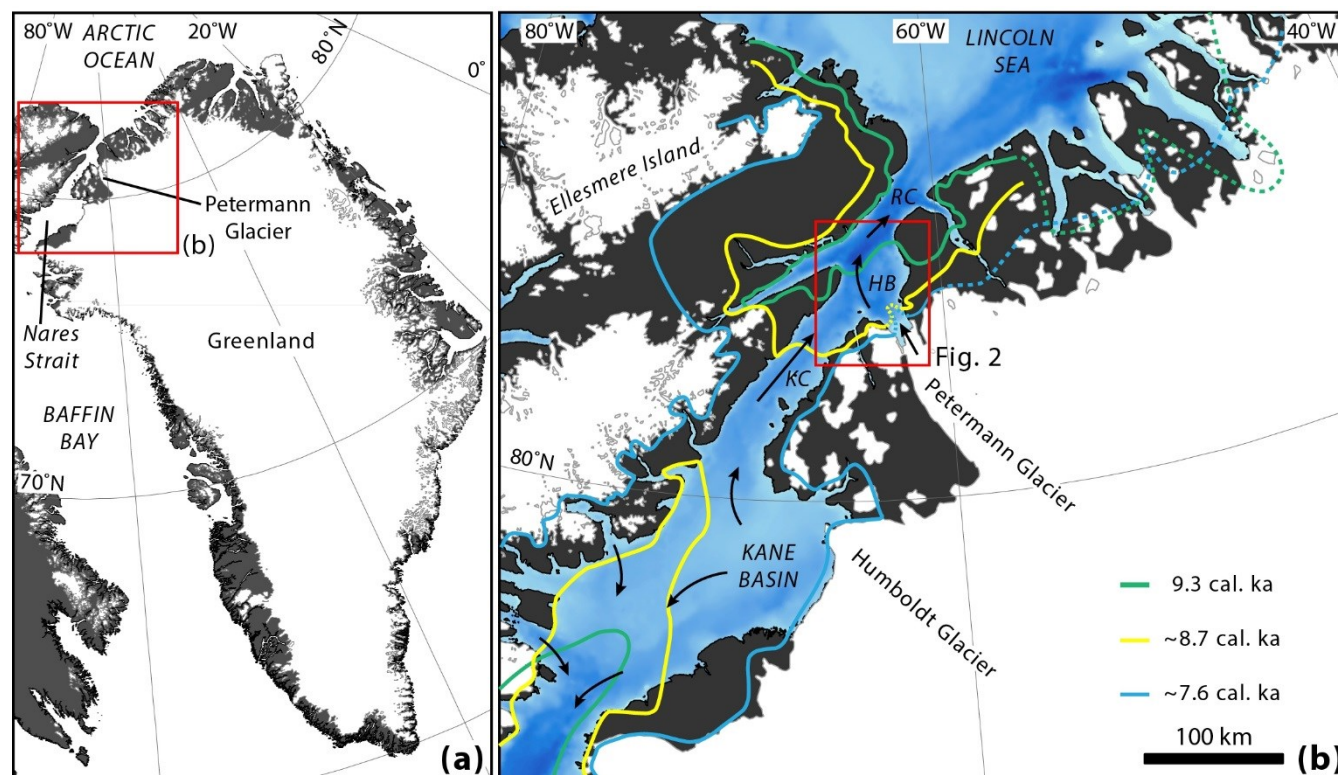 80°W
ARCTIC
OCEAN
20°W
80°N
0°
(b)
Petermann
Glacier
Nares
Strait
Greenland
BAFFIN
BAY
70°N
(a)
80°W
60°W
LINCOLN
SEA
40°W
Ellesmere Island
RC
HB
Fig. 2
KC
Petermann Glacier
80°N
KANE
BASIN
Humboldt Glacier
9.3 cal. ka
~8.7 cal. ka
~7.6 cal. ka
100 km
(b)